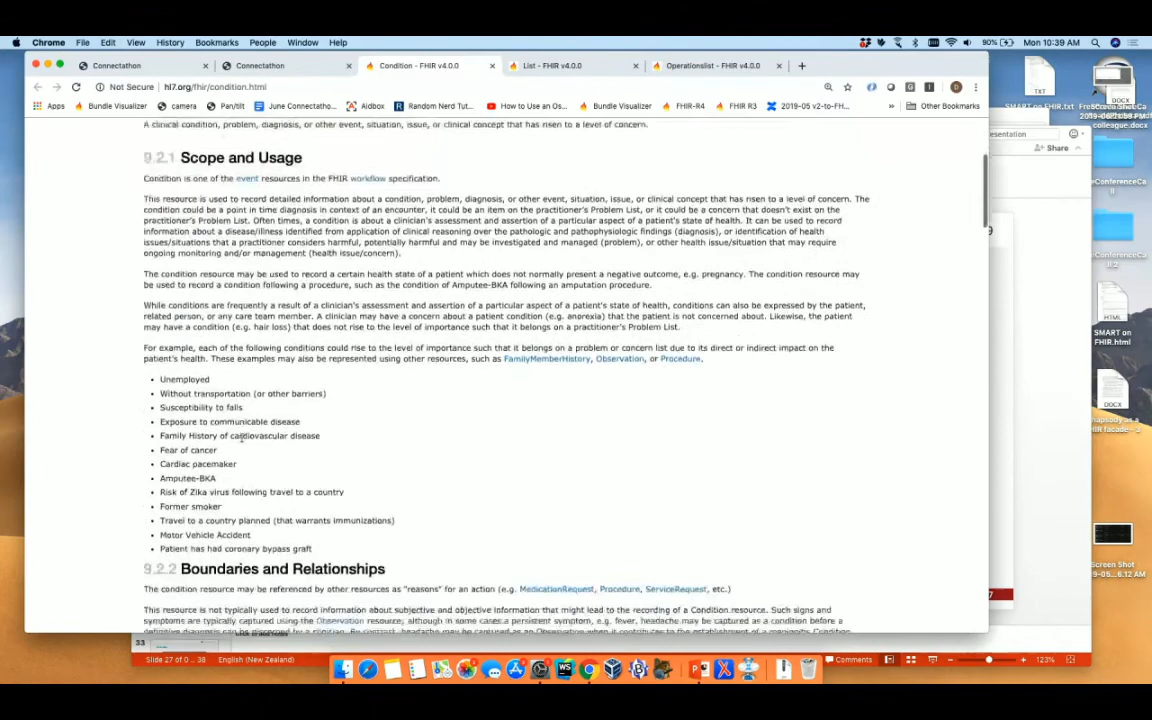 Chrome File Edit View History Bookmarks People Window Help 90% Mon 10:39 AM
Connectathon Connectathon Condition - FHIR v4.0.0 List - FHIR v4.0.0 Operationslist - FHIR v4.0.0
Not Secure hl7.org/fhir/condition.html
Apps Bundle Visualizer camera Pan/tilt June Connectatho... Aidbox Random Nerd Tut... How to Use an Os... Bundle Visualizer FHIR-R4 FHIR R3 2019-05 v2-to-FH... » Other Bookmarks
A clinical condition, problem, diagnosis, or other event, situation, issue, or clinical concept that has risen to a level of concern.
9.2.1 Scope and Usage
Condition is one of the event resources in the FHIR workflow specification.
This resource is used to record detailed information about a condition, problem, diagnosis, or other event, situation, issue, or clinical concept that has risen to a level of concern. The
condition could be a point in time diagnosis in context of an encounter, it could be an item on the practitioner's Problem List, or it could be a concern that doesn't exist on the
practitioner's Problem List. Often times, a condition is about a clinician's assessment and assertion of a particular aspect of a patient's state of health. It can be used to record
information about a disease/illness identified from application of clinical reasoning over the pathologic and pathophysiologic findings (diagnosis), or identification of health
issues/situations that a practitioner considers harmful, potentially harmful and may be investigated and managed (problem), or other health issue/situation that may require
ongoing monitoring and/or management (health issue/concern).
The condition resource may be used to record a certain health state of a patient which does not normally present a negative outcome, e.g. pregnancy. The condition resource may
be used to record a condition following a procedure, such as the condition of Amputee-BKA following an amputation procedure.
While conditions are frequently a result of a clinician's assessment and assertion of a particular aspect of a patient's state of health, conditions can also be expressed by the patient,
related person, or any care team member. A clinician may have a concern about a patient condition (e.g. anorexia) that the patient is not concerned about. Likewise, the patient
may have a condition (e.g. hair loss) that does not rise to the level of importance such that it belongs on a practitioner's Problem List.
For example, each of the following conditions could rise to the level of importance such that it belongs on a problem or concern list due to its direct or indirect impact on the
patient's health. These examples may also be represented using other resources, such as FamilyMemberHistory, Observation, or Procedure.
• Unemployed
• Without transportation (or other barriers)
• Susceptibility to falls
• Exposure to communicable disease
• Family History of cardiovascular disease
• Fear of cancer
• Cardiac pacemaker
• Amputee-BKA
• Risk of Zika virus following travel to a country
• Former smoker
• Travel to a country planned (that warrants immunizations)
• Motor Vehicle Accident
• Patient has had coronary bypass graft
9.2.2 Boundaries and Relationships
The condition resource may be referenced by other resources as "reasons" for an action (e.g. MedicationRequest, Procedure, ServiceRequest, etc.)
This resource is not typically used to record information about subjective and objective information that might lead to the recording of a Condition resource. Such signs and
symptoms are typically captured using the Observation resource; although in some cases a persistent symptom, e.g. fever, headache may be captured as a condition before a
SMART on
FHIR.txt
colleague.docx
Share
SMART on
FHIR.html
Screen Shot
33
Slide 27 of 38 English (New Zealand) Comments 123%